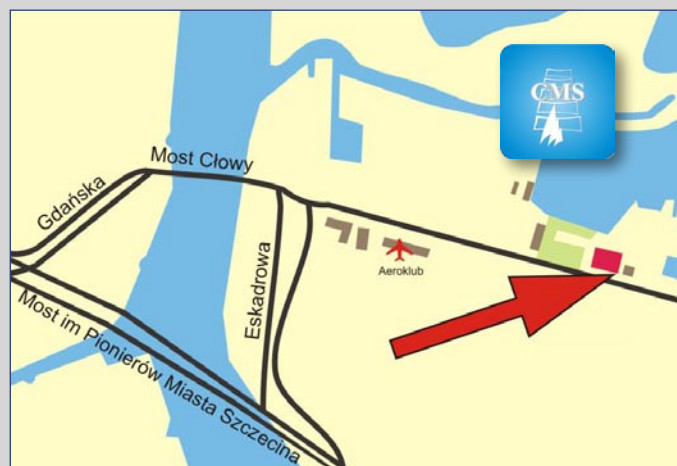 CMS
Most Cłowy
Gdańska
Eskadrowa
Aeroklub
Most im Pionierów Miasta Szczecina